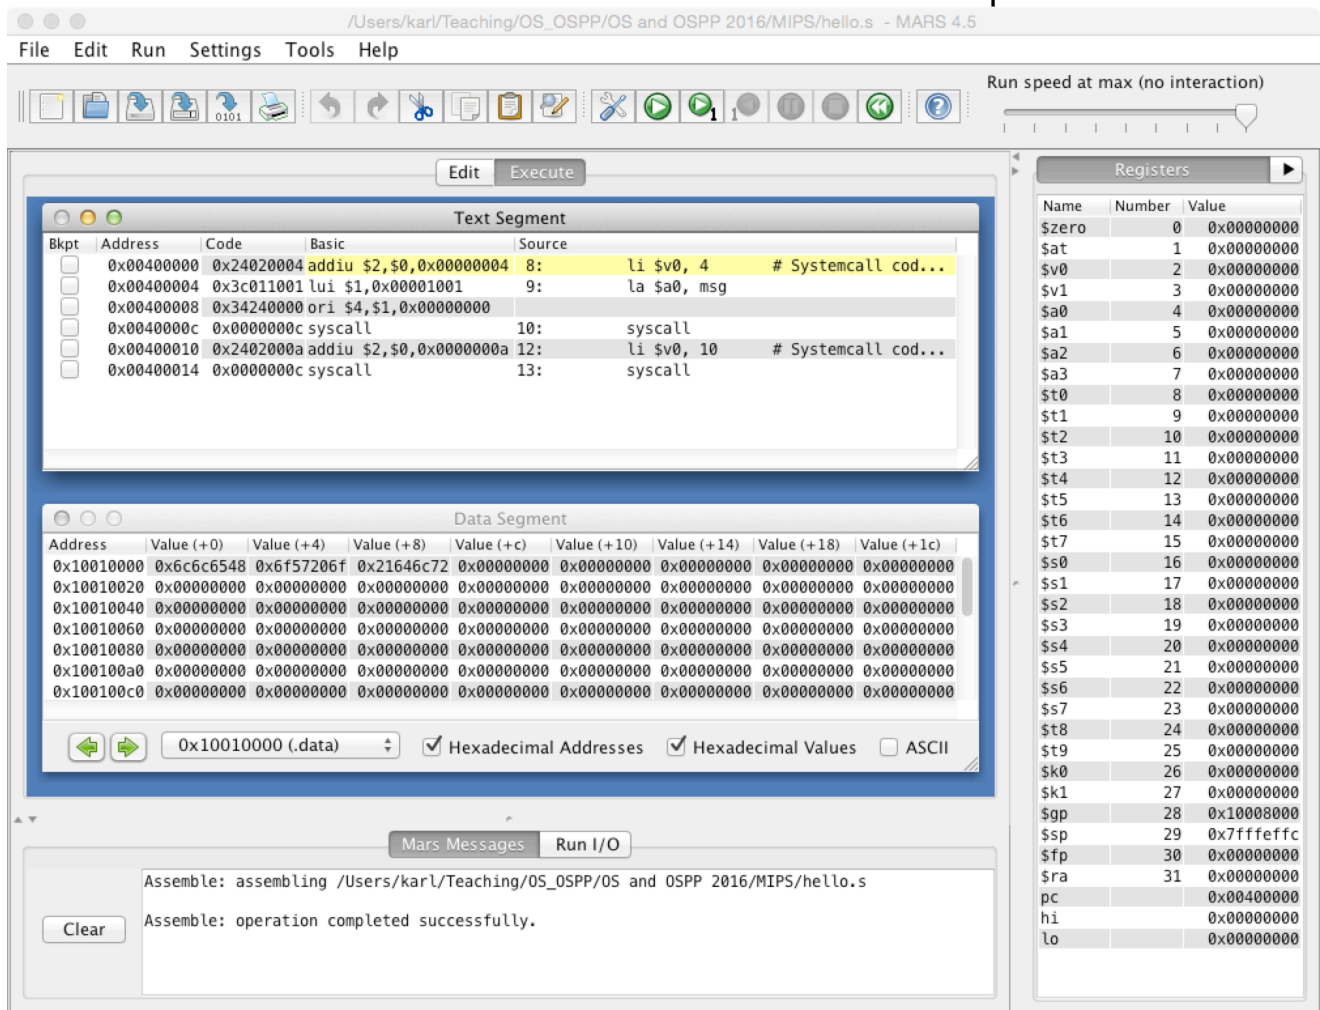 /Users/karl/Teaching/OS_OSPP/OS and OSPP 2016/MIPS/hello.s - MARS 4.5
File Edit Run Settings Tools Help
Run speed at max (no interaction)
Edit Execute
Text Segment
Bkpt Address Code Basic Source
0x00400000 0x24020004 addiu $2,$0,0x00000004 8: li $v0, 4 # Systemcall cod...
0x00400004 0x3c011001 lui $1,0x00001001 9: la $a0, msg
0x00400008 0x34240000 ori $4,$1,0x00000000
0x0040000c 0x0000000c syscall 10: syscall
0x00400010 0x2402000a addiu $2,$0,0x0000000a 12: li $v0, 10 # Systemcall cod...
0x00400014 0x0000000c syscall 13: syscall
Data Segment
Address Value (+0) Value (+4) Value (+8) Value (+c) Value (+10) Value (+14) Value (+18) Value (+1c)
0x10010000 0x6c6c6548 0x6f57206f 0x21646c72 0x00000000 0x00000000 0x00000000 0x00000000 0x00000000
0x10010020 0x00000000 0x00000000 0x00000000 0x00000000 0x00000000 0x00000000 0x00000000 0x00000000
0x10010040 0x00000000 0x00000000 0x00000000 0x00000000 0x00000000 0x00000000 0x00000000 0x00000000
0x10010060 0x00000000 0x00000000 0x00000000 0x00000000 0x00000000 0x00000000 0x00000000 0x00000000
0x10010080 0x00000000 0x00000000 0x00000000 0x00000000 0x00000000 0x00000000 0x00000000 0x00000000
0x100100a0 0x00000000 0x00000000 0x00000000 0x00000000 0x00000000 0x00000000 0x00000000 0x00000000
0x100100c0 0x00000000 0x00000000 0x00000000 0x00000000 0x00000000 0x00000000 0x00000000 0x00000000
0x10010000 (.data) Hexadecimal Addresses Hexadecimal Values ASCII
Mars Messages Run I/O
Assemble: assembling /Users/karl/Teaching/OS_OSPP/OS and OSPP 2016/MIPS/hello.s
Assemble: operation completed successfully.
Clear
Registers
Name Number Value
$zero 0 0x00000000
$at 1 0x00000000
$v0 2 0x00000000
$v1 3 0x00000000
$a0 4 0x00000000
$a1 5 0x00000000
$a2 6 0x00000000
$a3 7 0x00000000
$t0 8 0x00000000
$t1 9 0x00000000
$t2 10 0x00000000
$t3 11 0x00000000
$t4 12 0x00000000
$t5 13 0x00000000
$t6 14 0x00000000
$t7 15 0x00000000
$s0 16 0x00000000
$s1 17 0x00000000
$s2 18 0x00000000
$s3 19 0x00000000
$s4 20 0x00000000
$s5 21 0x00000000
$s6 22 0x00000000
$s7 23 0x00000000
$t8 24 0x00000000
$t9 25 0x00000000
$k0 26 0x00000000
$k1 27 0x00000000
$gp 28 0x10008000
$sp 29 0x7fffeffc
$fp 30 0x00000000
$ra 31 0x00000000
pc 0x00400000
hi 0x00000000
lo 0x00000000